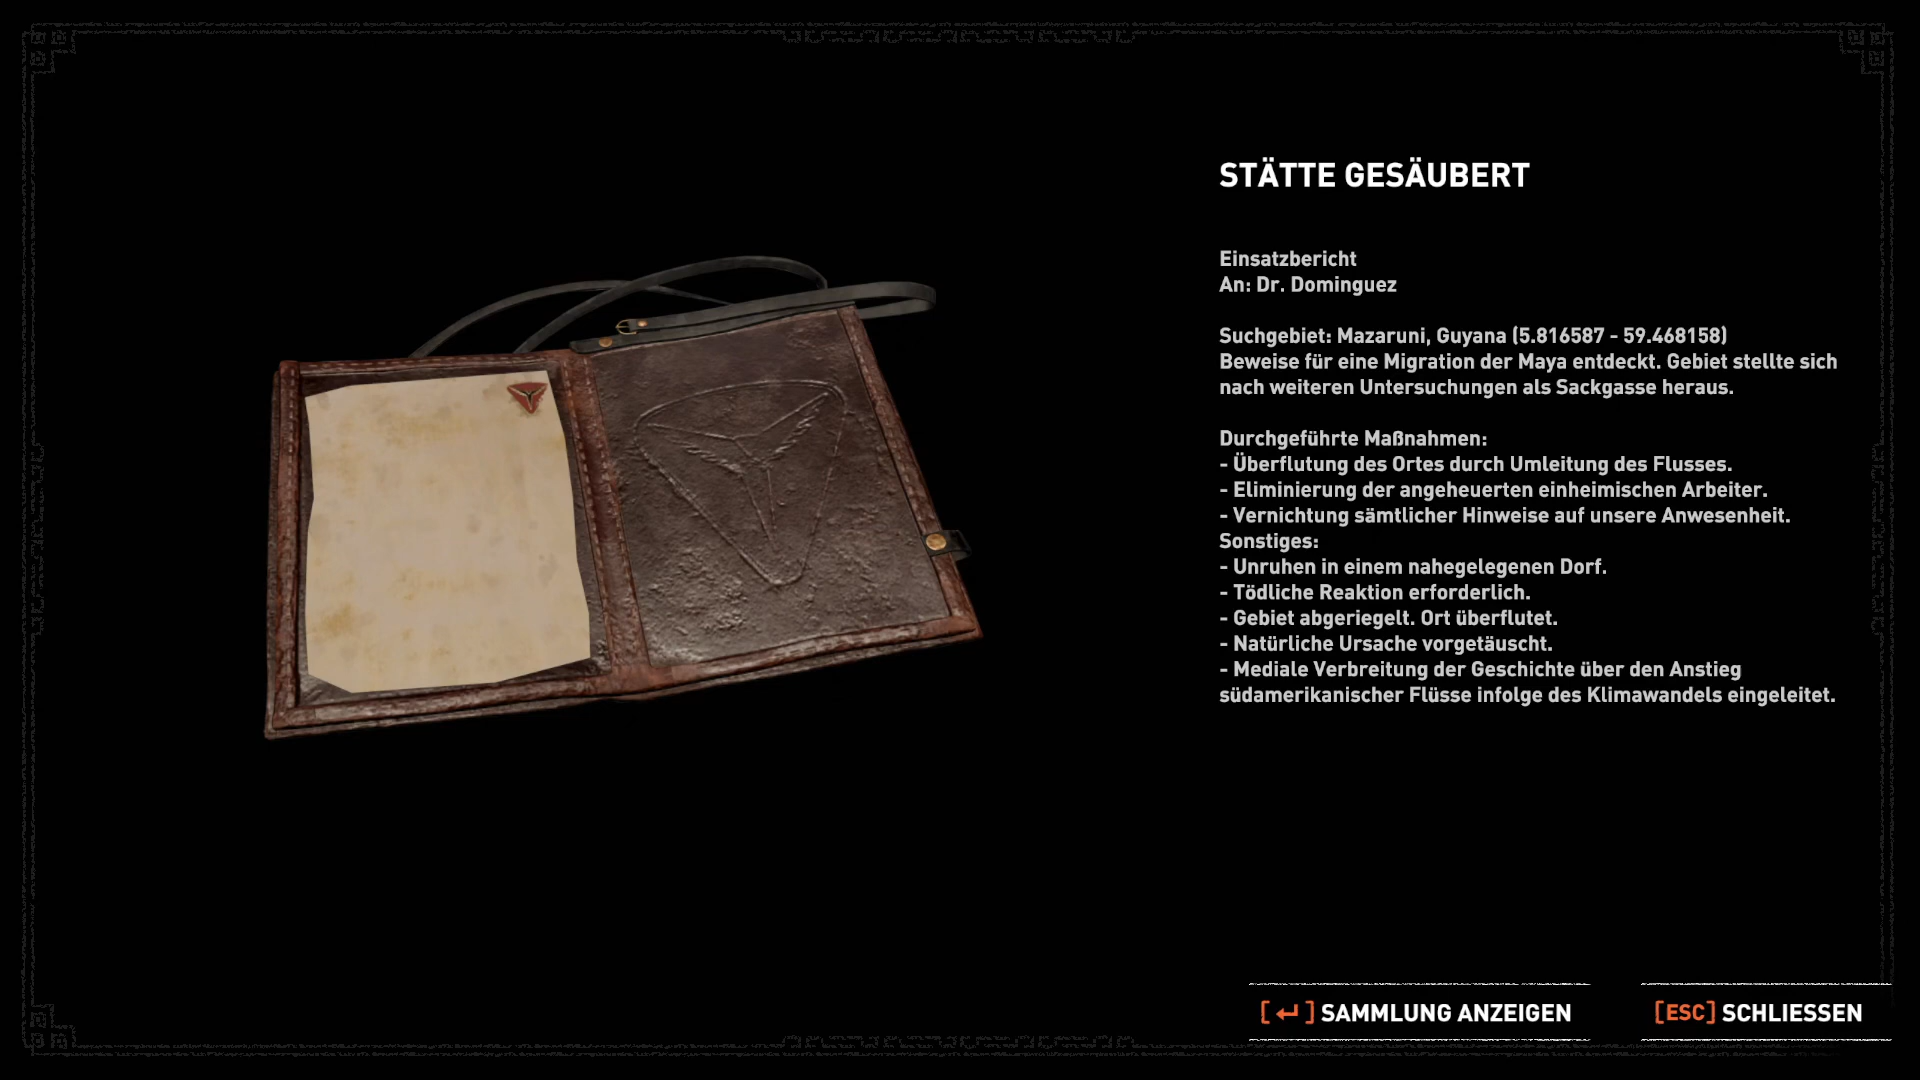 STÄTTE GESÄUBERT
Einsatzbericht
An: Dr. Dominguez
Suchgebiet: Mazaruni, Guyana (5.816587 - 59.468158)
Beweise für eine Migration der Maya entdeckt. Gebiet stellte sich
nach weiteren Untersuchungen als Sackgasse heraus.
Durchgeführte Maßnahmen:
- Überflutung des Ortes durch Umleitung des Flusses.
- Eliminierung der angeheuerten einheimischen Arbeiter.
- Vernichtung sämtlicher Hinweise auf unsere Anwesenheit.
Sonstiges:
- Unruhen in einem nahegelegenen Dorf.
- Tödliche Reaktion erforderlich.
- Gebiet abgeriegelt. Ort überflutet.
- Natürliche Ursache vorgetäuscht.
- Mediale Verbreitung der Geschichte über den Anstieg
südamerikanischer Flüsse infolge des Klimawandels eingeleitet.
[↵] SAMMLUNG ANZEIGEN [ESC] SCHLIESSEN